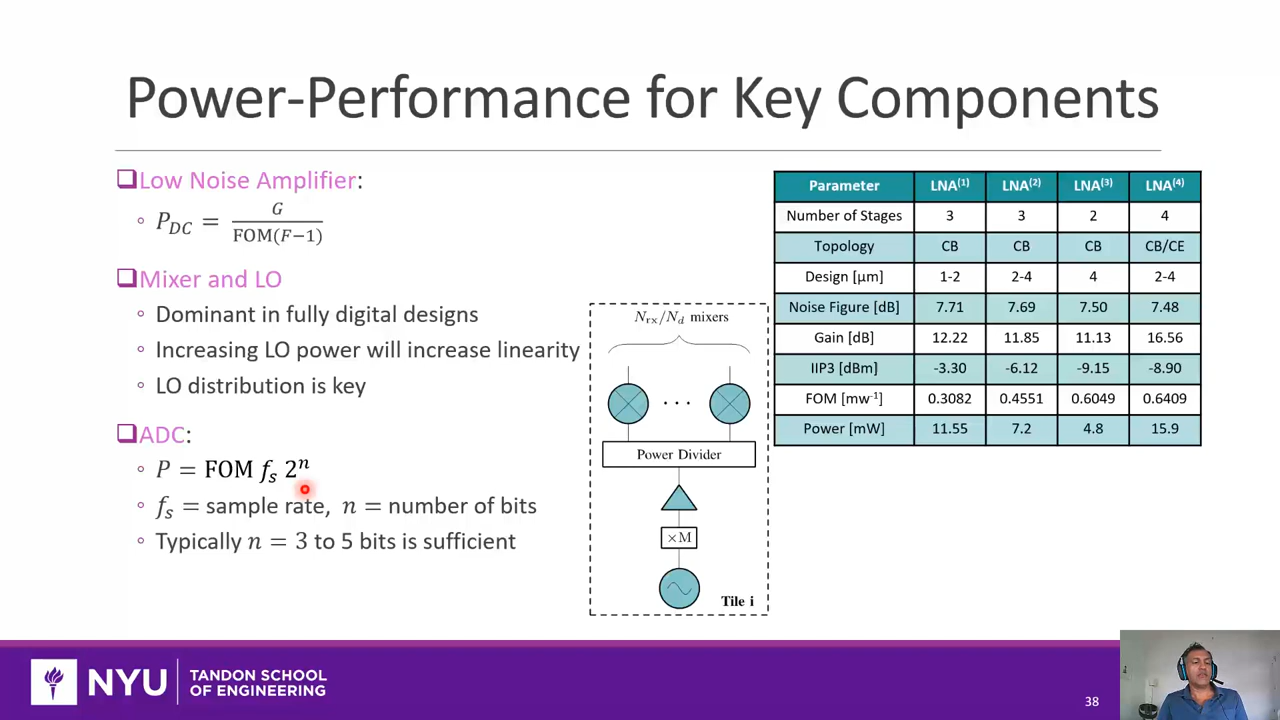 Power-Performance for Key Components
❑Low Noise Amplifier:
◦ P_DC = G / FOM(F−1)
❑Mixer and LO
◦ Dominant in fully digital designs
◦ Increasing LO power will increase linearity
◦ LO distribution is key
❑ADC:
◦ P = FOM f_s 2^n
◦ f_s = sample rate, n = number of bits
◦ Typically n = 3 to 5 bits is sufficient
N_rx/N_d mixers
· · ·
Power Divider
×M
Tile i
Parameter LNA(1) LNA(2) LNA(3) LNA(4)
Number of Stages 3 3 2 4
Topology CB CB CB CB/CE
Design [μm] 1-2 2-4 4 2-4
Noise Figure [dB] 7.71 7.69 7.50 7.48
Gain [dB] 12.22 11.85 11.13 16.56
IIP3 [dBm] -3.30 -6.12 -9.15 -8.90
FOM [mw-1] 0.3082 0.4551 0.6049 0.6409
Power [mW] 11.55 7.2 4.8 15.9
NYU
TANDON SCHOOL
OF ENGINEERING
38